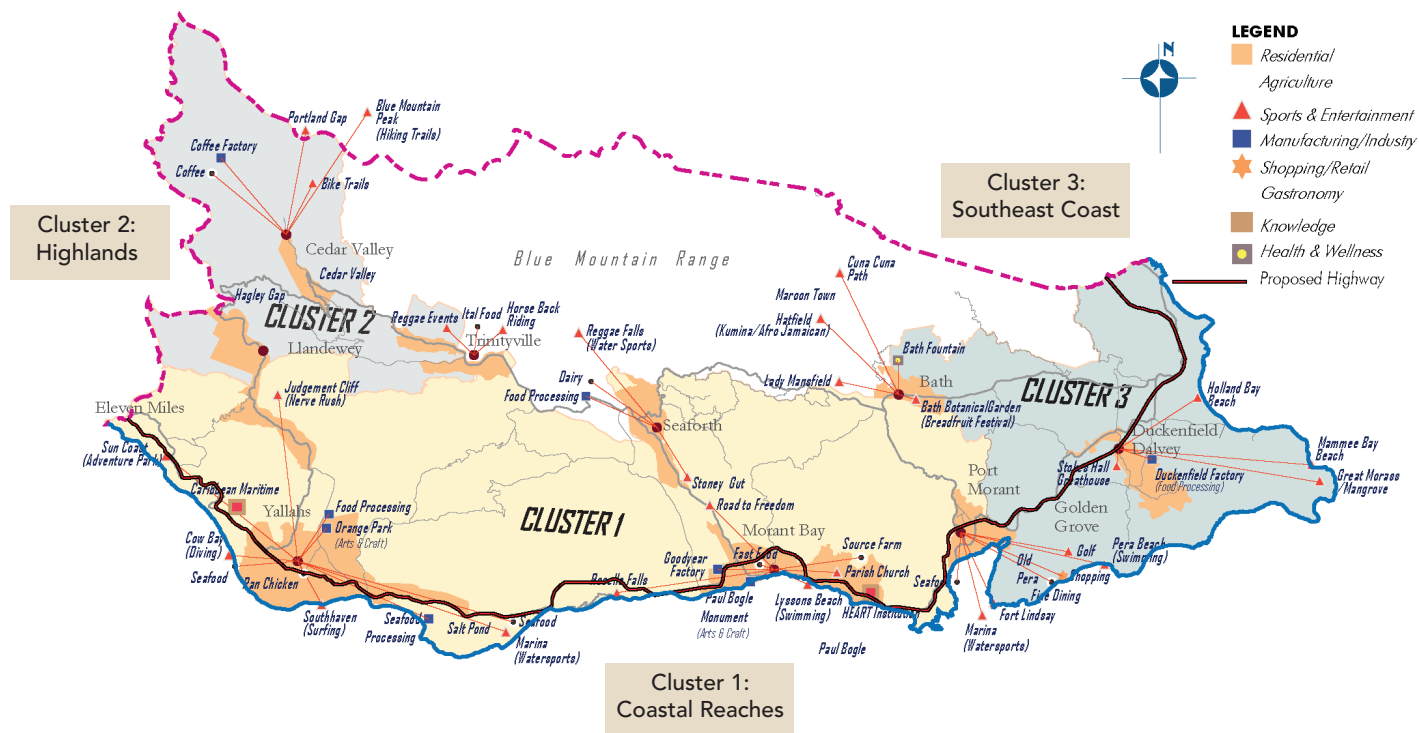 LEGEND
Residential
Agriculture
Sports & Entertainment
Manufacturing/Industry
Shopping/Retail
Gastronomy
Knowledge
Health & Wellness
Proposed Highway
N
Cluster 2:
Highlands
Cluster 3:
Southeast Coast
Cluster 1:
Coastal Reaches
Portland Gap
Blue Mountain
Peak
(Hiking Trails)
Coffee Factory
Coffee
Bike Trails
Cedar Valley
Cedar Valley
Hagley Gap
CLUSTER 2
Blue Mountain Range
Llandewey
Reggae Events
Ital Food
Horse Back
Riding
Trinityville
Reggae Falls
(Water Sports)
Dairy
Food Processing
Seaforth
Stoney Gut
Road to Freedom
Cuna Cuna
Path
Maroon Town
Hatfield
(Kumina/Afro Jamaican)
Lady Mansfield
Bath Fountain
Bath
Bath Botanical Garden
(Breadfruit Festival)
CLUSTER 3
Holland Bay
Beach
Duckenfield/
Dalvey
Stokes Hall
Greathouse
Duckenfield Factory
(Food Processing)
Mammee Bay
Beach
Great Morass
/Mangrove
Golden
Grove
Port
Morant
Golf
Pera Beach
(Swimming)
Old
Pera
Shopping
Fine Dining
Fort Lindsay
Seafood
Marina
(Watersports)
Judgement Cliff
(Nerve Rush)
Eleven Miles
Sun Coast
(Adventure Park)
Caribbean Maritime
Yallahs
Food Processing
Orange Park
(Arts & Craft)
Cow Bay
(Diving)
Seafood
Pan Chicken
Southhaven
(Surfing)
Seafood
Processing
Salt Pond
Seafood
Marina
(Watersports)
CLUSTER 1
Roselle Falls
Morant Bay
Goodyear
Factory
Fast Food
Source Farm
Parish Church
Paul Bogle
Monument
(Arts & Craft)
Lyssons Beach
(Swimming)
HEART Institution
Paul Bogle